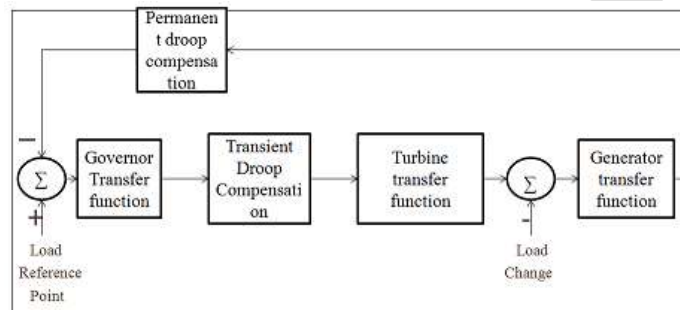 Permanen
t droop
compensa
tion
−
Σ
+
Governor
Transfer
function
Transient
Droop
Compensati
on
Turbine
transfer
function
Σ
-
Generator
transfer
function
Load
Reference
Point
Load
Change